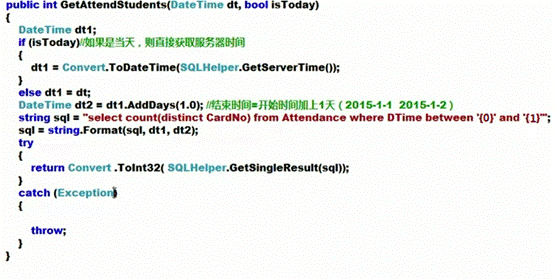 public int GetAttendStudents(DateTime dt, bool isToday)
{
DateTime dt1;
if (isToday)//如果是当天，则直接获取服务器时间
{
dt1 = Convert.ToDateTime(SQLHelper.GetServerTime());
}
else dt1 = dt;
DateTime dt2 = dt1.AddDays(1.0); //结束时间=开始时间加上1天（2015-1-1 2015-1-2）
string sql = "select count(distinct CardNo) from Attendance where DTime between '{0}' and '{1}'";
sql = string.Format(sql, dt1, dt2);
try
{
return Convert .ToInt32( SQLHelper.GetSingleResult(sql));
}
catch (Exception)
{
throw;
}
}